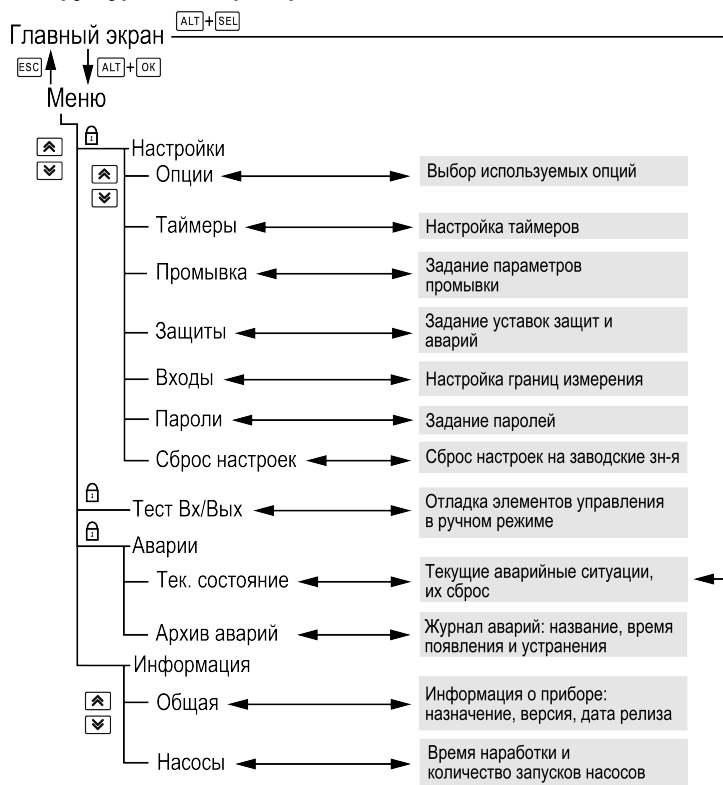 ALT+SEL
Главный экран
ESC ALT+OK
Меню
Настройки
Опции Выбор используемых опций
Таймеры Настройка таймеров
Промывка Задание параметров
промывки
Защиты Задание уставок защит и
аварий
Входы Настройка границ измерения
Пароли Задание паролей
Сброс настроек Сброс настроек на заводские зн-я
Тест Вх/Вых Отладка элементов управления
в ручном режиме
Аварии
Тек. состояние Текущие аварийные ситуации,
их сброс
Архив аварий Журнал аварий: название, время
появления и устранения
Информация
Общая Информация о приборе:
назначение, версия, дата релиза
Насосы Время наработки и
количество запусков насосов